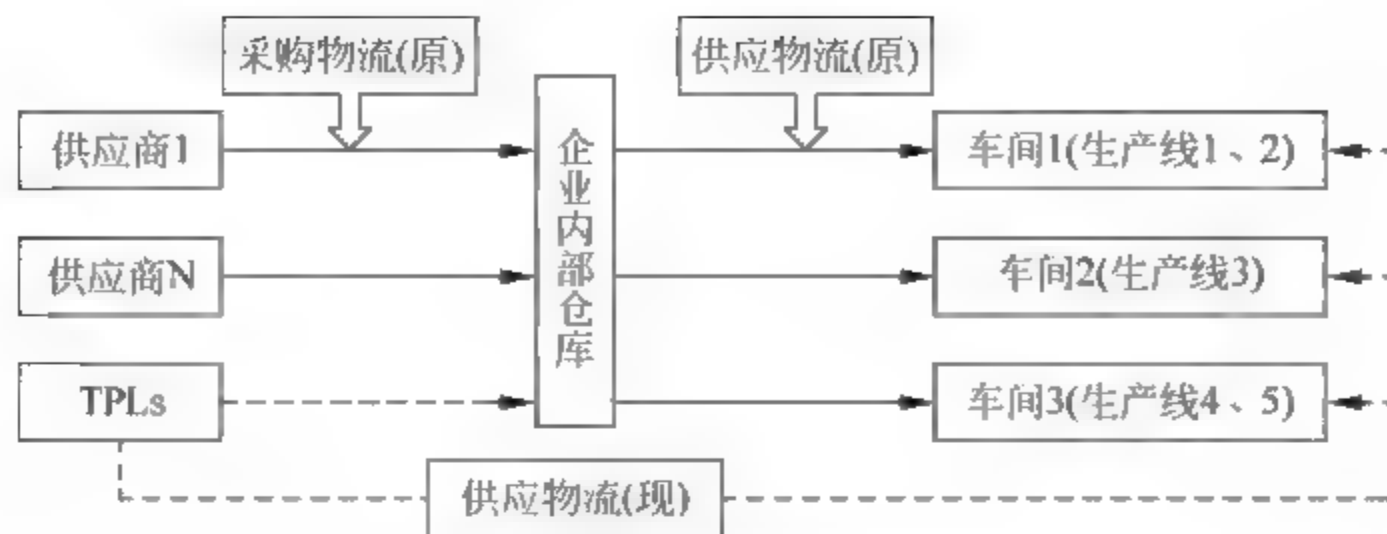 采购物流(原)
供应物流(原)
供应商1
企业内部仓库
车间1(生产线1、2)
供应商N
车间2(生产线3)
TPLs
车间3(生产线4、5)
供应物流(现)